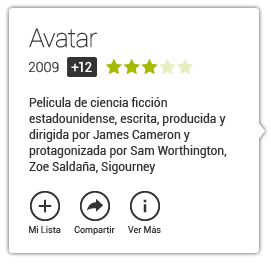 Avatar
2009 +12
Película de ciencia ficción
estadounidense, escrita, producida y
dirigida por James Cameron y
protagonizada por Sam Worthington,
Zoe Saldaña, Sigourney
Mi Lista Compartir Ver Más